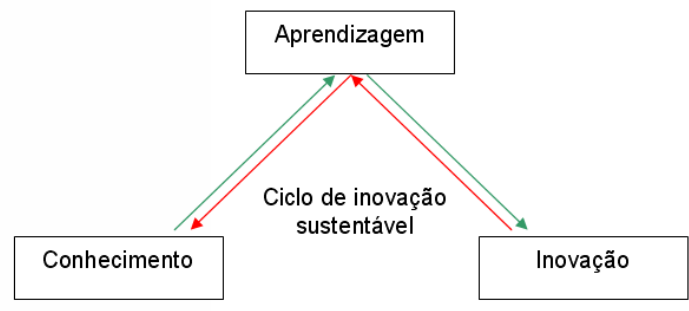 Aprendizagem
Ciclo de inovação
sustentável
Conhecimento
Inovação